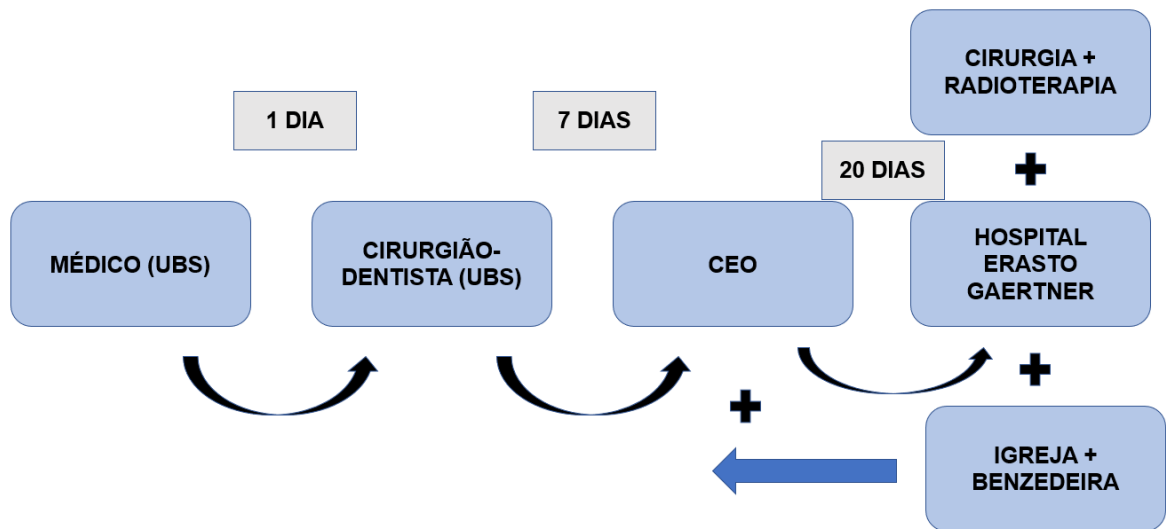 CIRURGIA +
RADIOTERAPIA
1 DIA
7 DIAS
20 DIAS
MÉDICO (UBS)
CIRURGIÃO-
DENTISTA (UBS)
CEO
HOSPITAL
ERASTO
GAERTNER
IGREJA +
BENZEDEIRA